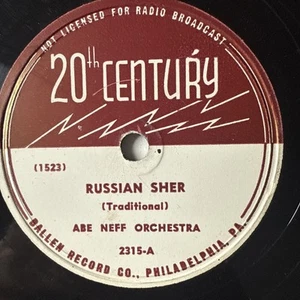 NOT LICENSED FOR RADIO BROADCAST
20th CENTURY
(1523)
RUSSIAN SHER
(Traditional)
ABE NEFF ORCHESTRA
2315-A
BALLEN RECORD CO., PHILADELPHIA, PA.